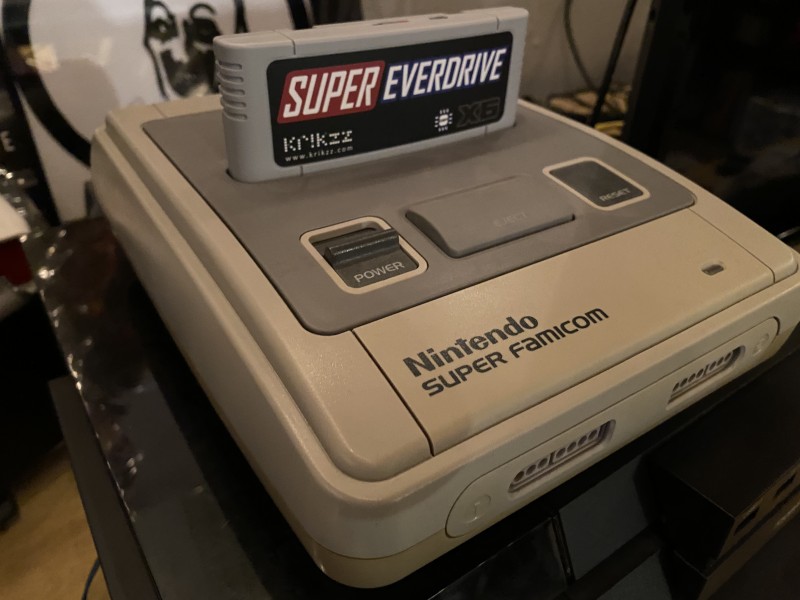 SUPER EVERDRIVE
krikzz
www.krikzz.com
X6
EJECT
RESET
POWER
Nintendo
SUPER FAMICOM